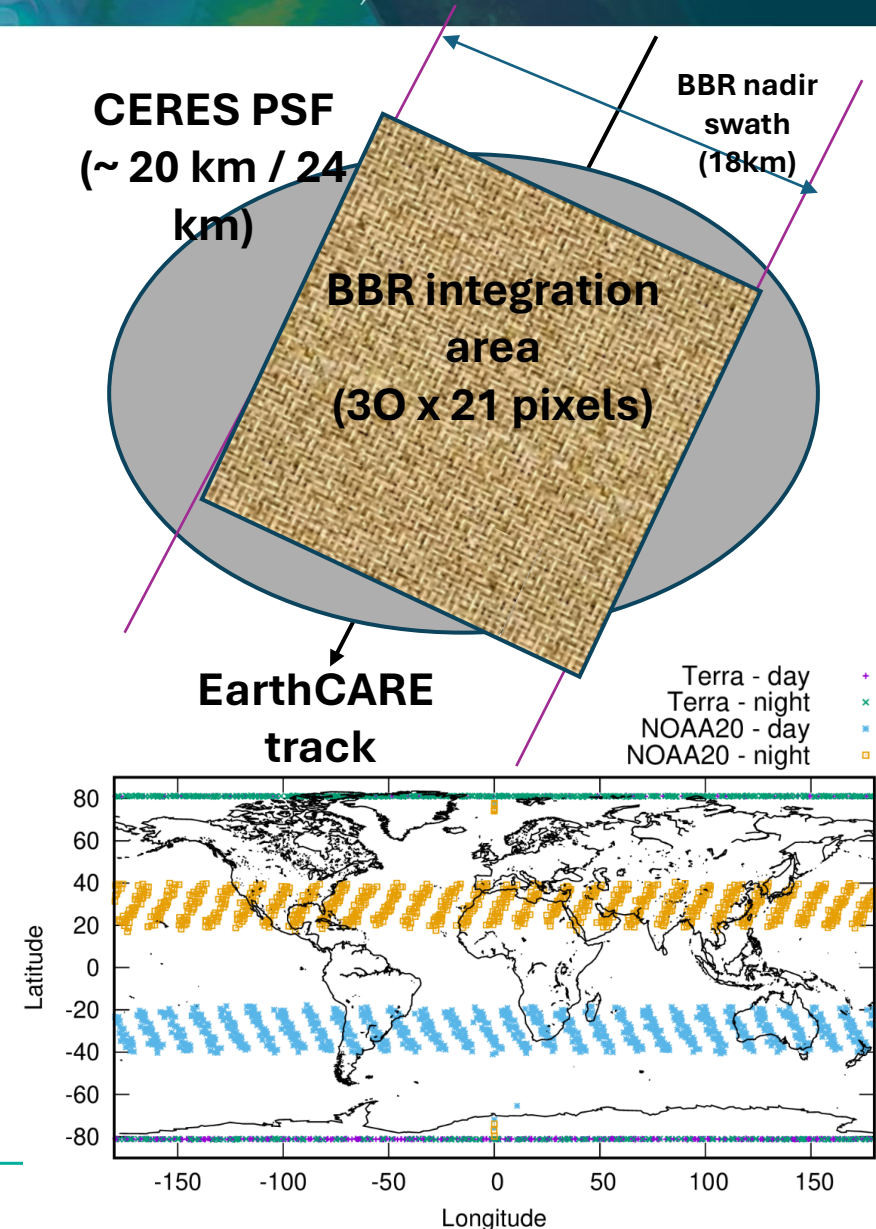 CERES PSF
(~ 20 km / 24
km)
BBR nadir
swath
(18km)
BBR integration
area
(3O x 21 pixels)
EarthCARE
track
Terra - day
Terra - night
NOAA20 - day
NOAA20 - night
80
60
40
20
0
-20
-40
-60
-80
Latitude
-150 -100 -50 0 50 100 150
Longitude